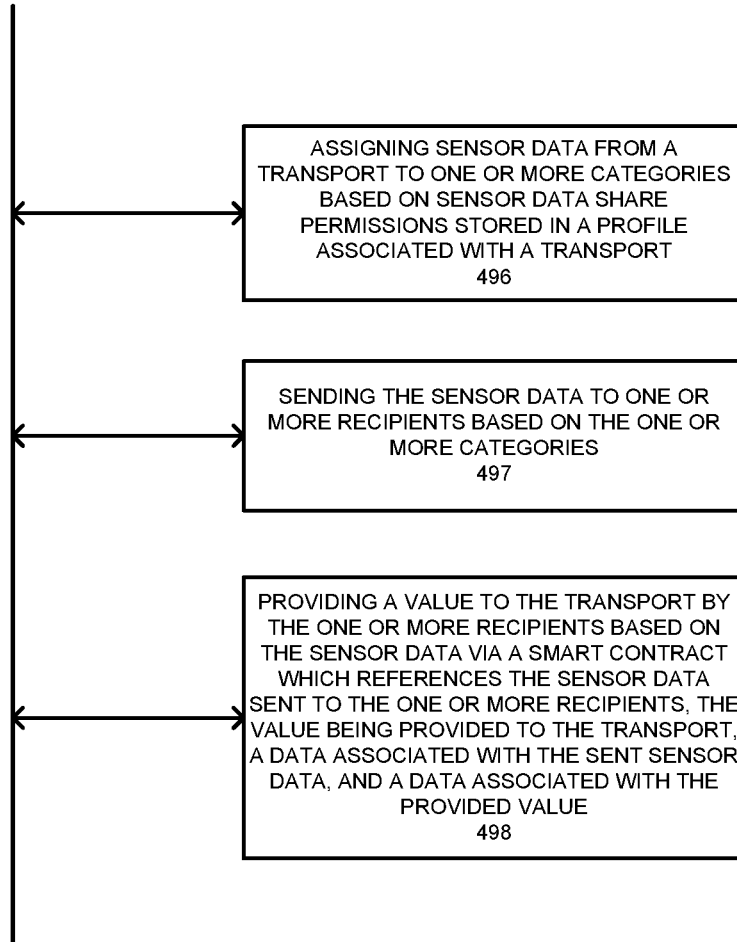 ASSIGNING SENSOR DATA FROM A
TRANSPORT TO ONE OR MORE CATEGORIES
BASED ON SENSOR DATA SHARE
PERMISSIONS STORED IN A PROFILE
ASSOCIATED WITH A TRANSPORT
496
SENDING THE SENSOR DATA TO ONE OR
MORE RECIPIENTS BASED ON THE ONE OR
MORE CATEGORIES
497
PROVIDING A VALUE TO THE TRANSPORT BY
THE ONE OR MORE RECIPIENTS BASED ON
THE SENSOR DATA VIA A SMART CONTRACT
WHICH REFERENCES THE SENSOR DATA
SENT TO THE ONE OR MORE RECIPIENTS, THE
VALUE BEING PROVIDED TO THE TRANSPORT,
A DATA ASSOCIATED WITH THE SENT SENSOR
DATA, AND A DATA ASSOCIATED WITH THE
PROVIDED VALUE
498